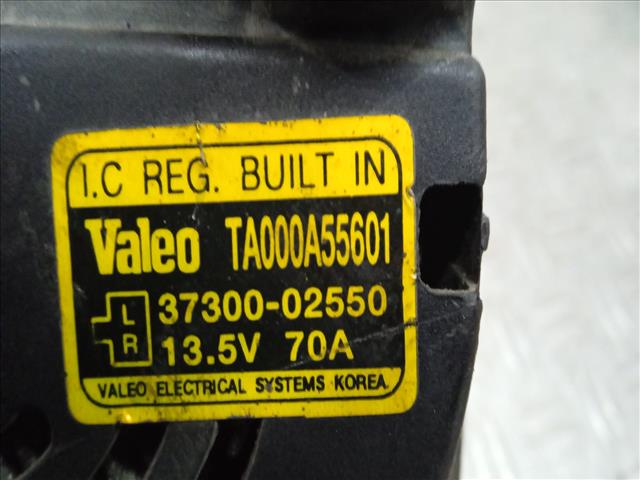 I.C REG. BUILT IN
Valeo TA000A55601
L 37300-02550
R 13.5V 70A
VALEO ELECTRICAL SYSTEMS KOREA.